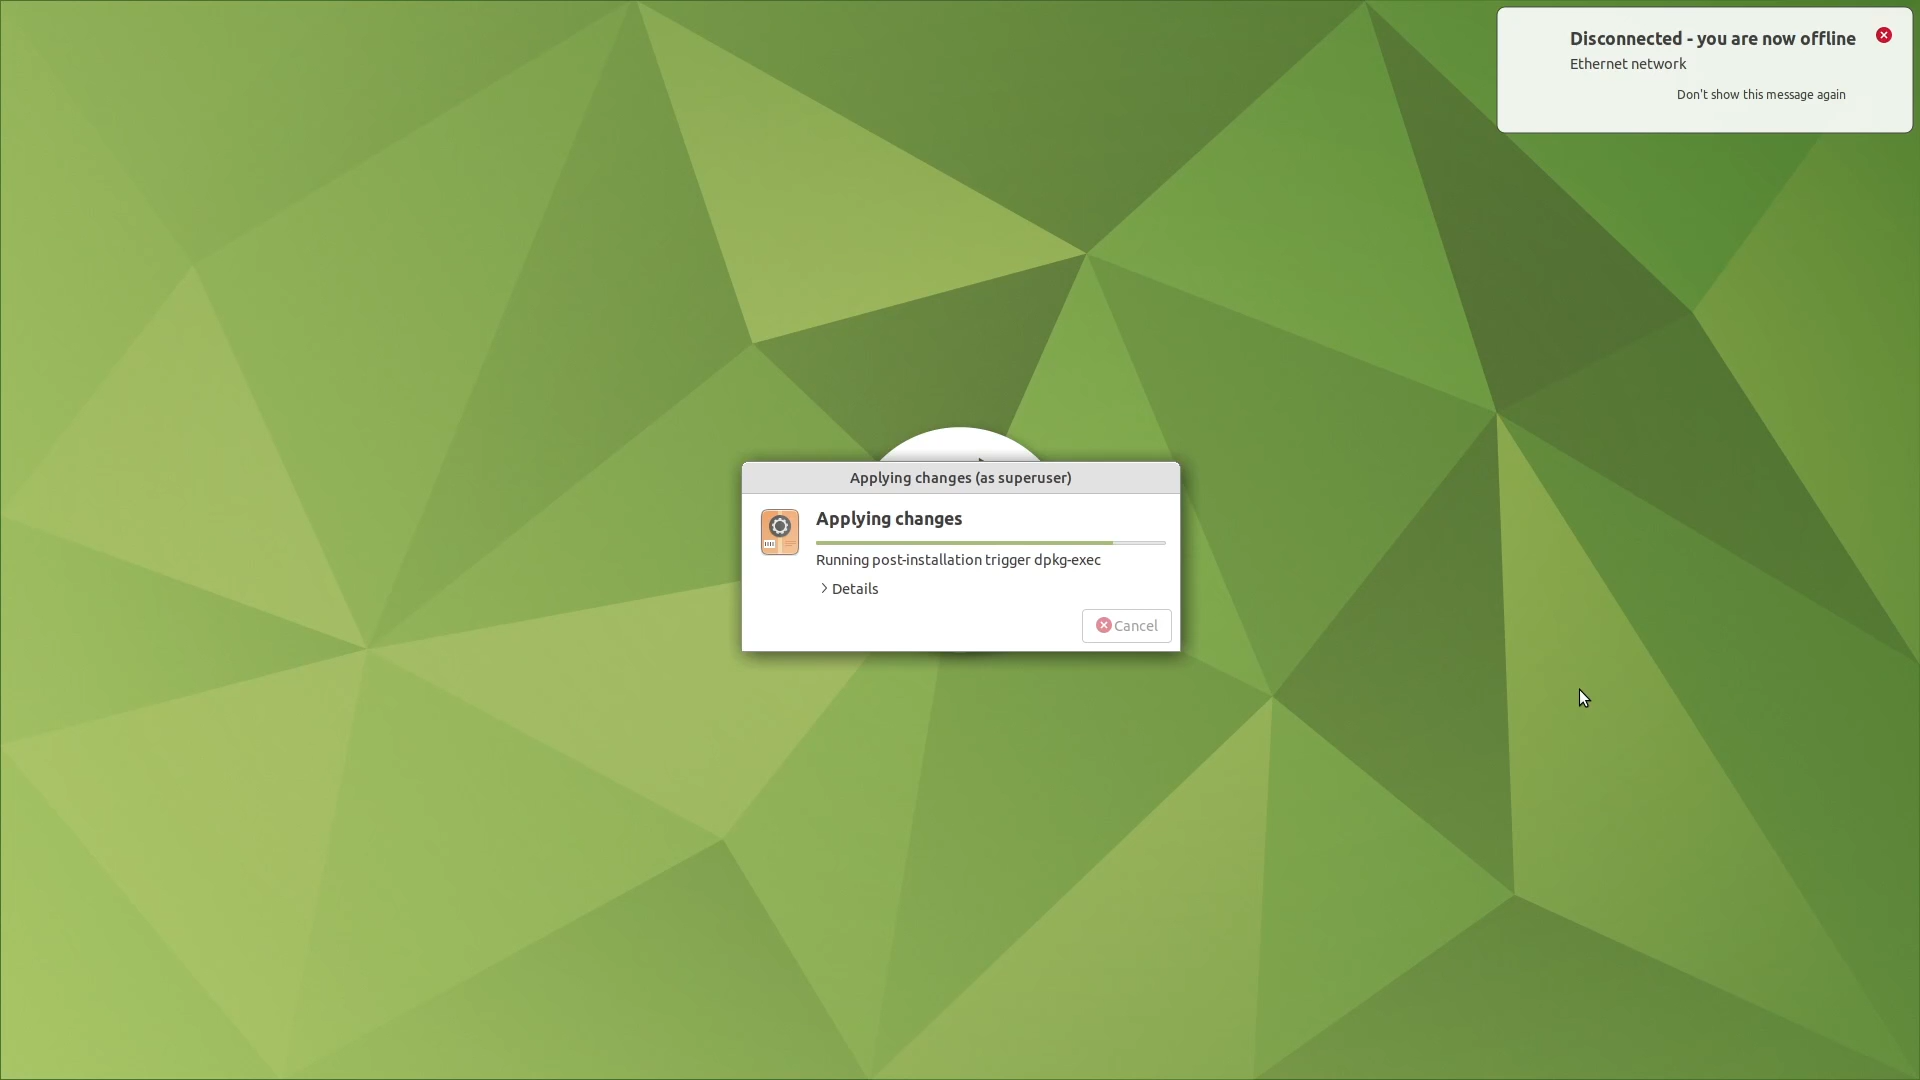 Disconnected - you are now offline
Ethernet network
Don't show this message again
Applying changes (as superuser)
Applying changes
Running post-installation trigger dpkg-exec
Details
Cancel